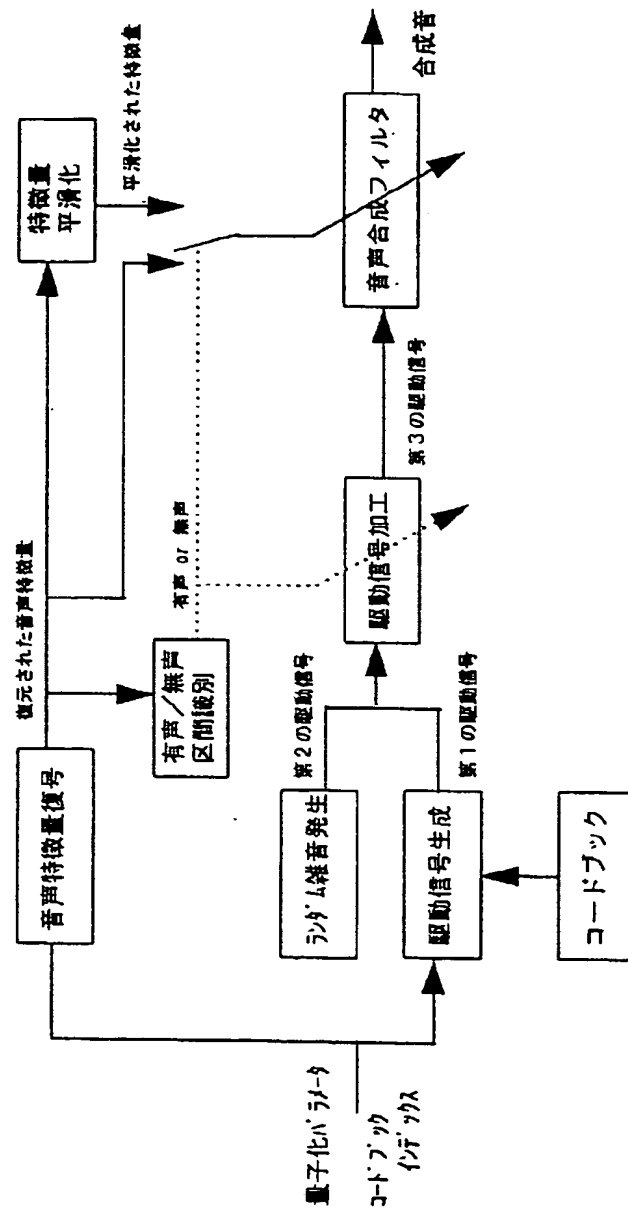 量子化ﾊﾟﾗﾒｰﾀ
ｺｰﾄﾞﾌﾞｯｸ
ｲﾝﾃﾞｯｸｽ
音声特徴量復号
復元された音声特徴量
特徴量
平滑化
平滑化された特徴量
有声／無声
区間識別
有声 or 無声
ﾗﾝﾀﾞﾑ雑音発生
第２の駆動信号
駆動信号生成
第１の駆動信号
コードブック
駆動信号加工
第３の駆動信号
音声合成フィルタ
合成音